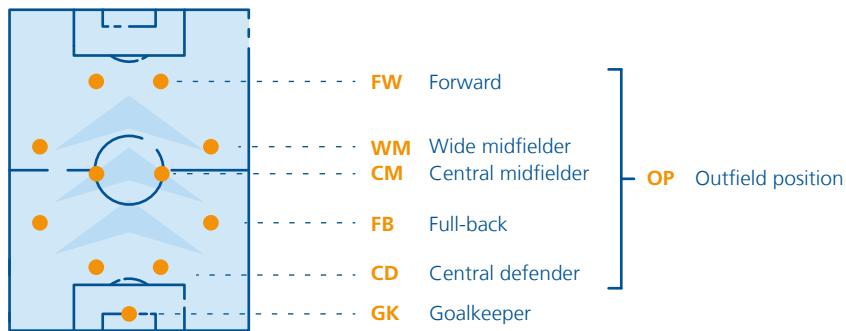 FW Forward
WM Wide midfielder
CM Central midfielder
OP Outfield position
FB Full-back
CD Central defender
GK Goalkeeper